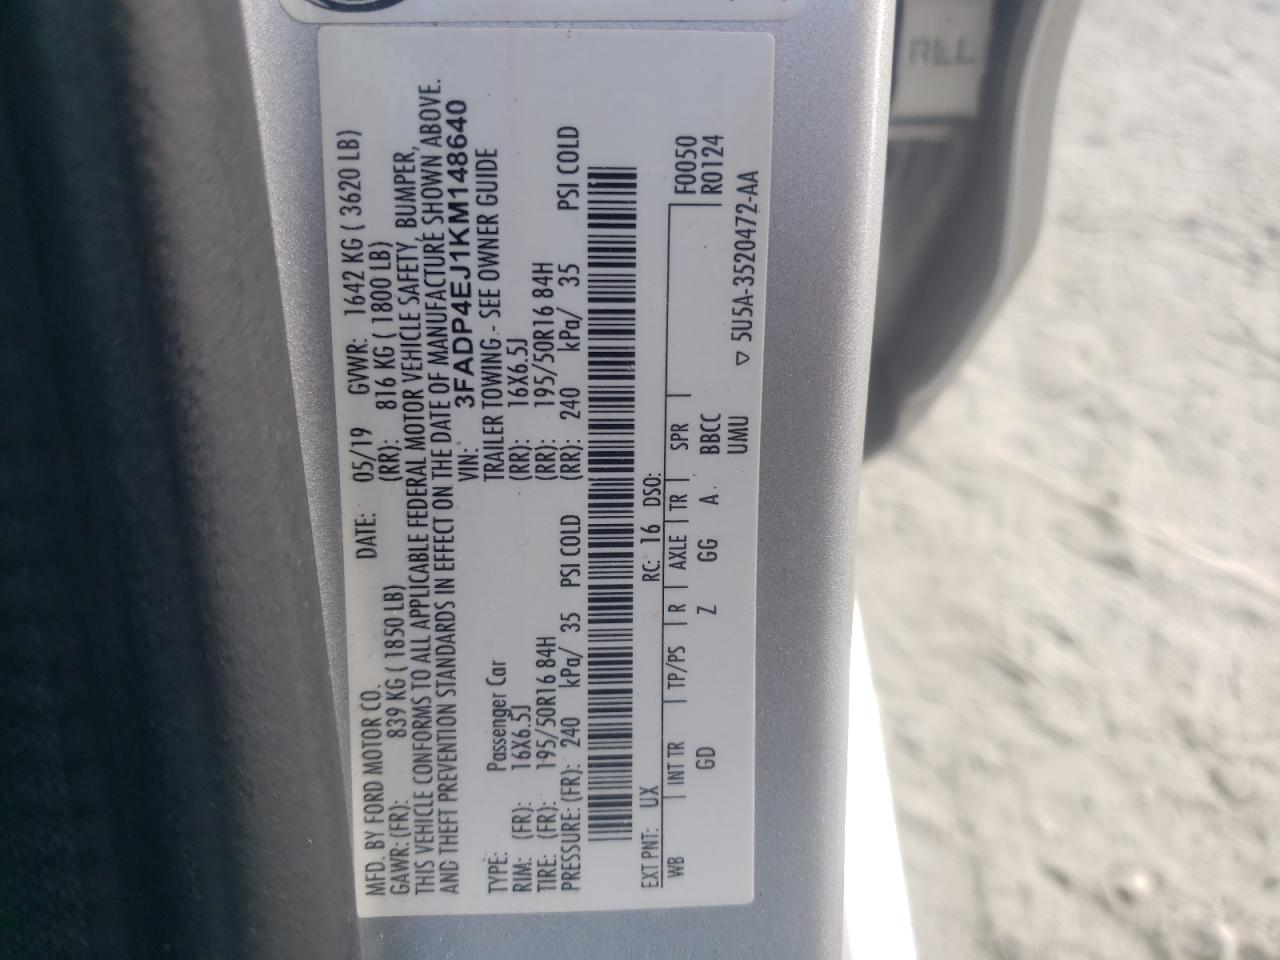 MFD. BY FORD MOTOR CO. DATE: 05/19 GVWR: 1642 KG ( 3620 LB)
GAWR: (FR): 839 KG ( 1850 LB) (RR): 816 KG ( 1800 LB)
THIS VEHICLE CONFORMS TO ALL APPLICABLE FEDERAL MOTOR VEHICLE SAFETY, BUMPER,
AND THEFT PREVENTION STANDARDS IN EFFECT ON THE DATE OF MANUFACTURE SHOWN ABOVE.
VIN: 3FADP4EJ1KM148640
TYPE: Passenger Car TRAILER TOWING - SEE OWNER GUIDE
RIM: (FR): 16X6.5J (RR): 16X6.5J
TIRE: (FR): 195/50R16 84H (RR): 195/50R16 84H
PRESSURE: (FR): 240 kPa/ 35 PSI COLD (RR): 240 kPa/ 35 PSI COLD
EXT PNT: UX RC: 16 DSO: F0050
WB INT TR TP/PS R AXLE TR SPR R0124
GD Z GG A BBCC
UMU ▽ 5U5A-3520472-AA
RLL